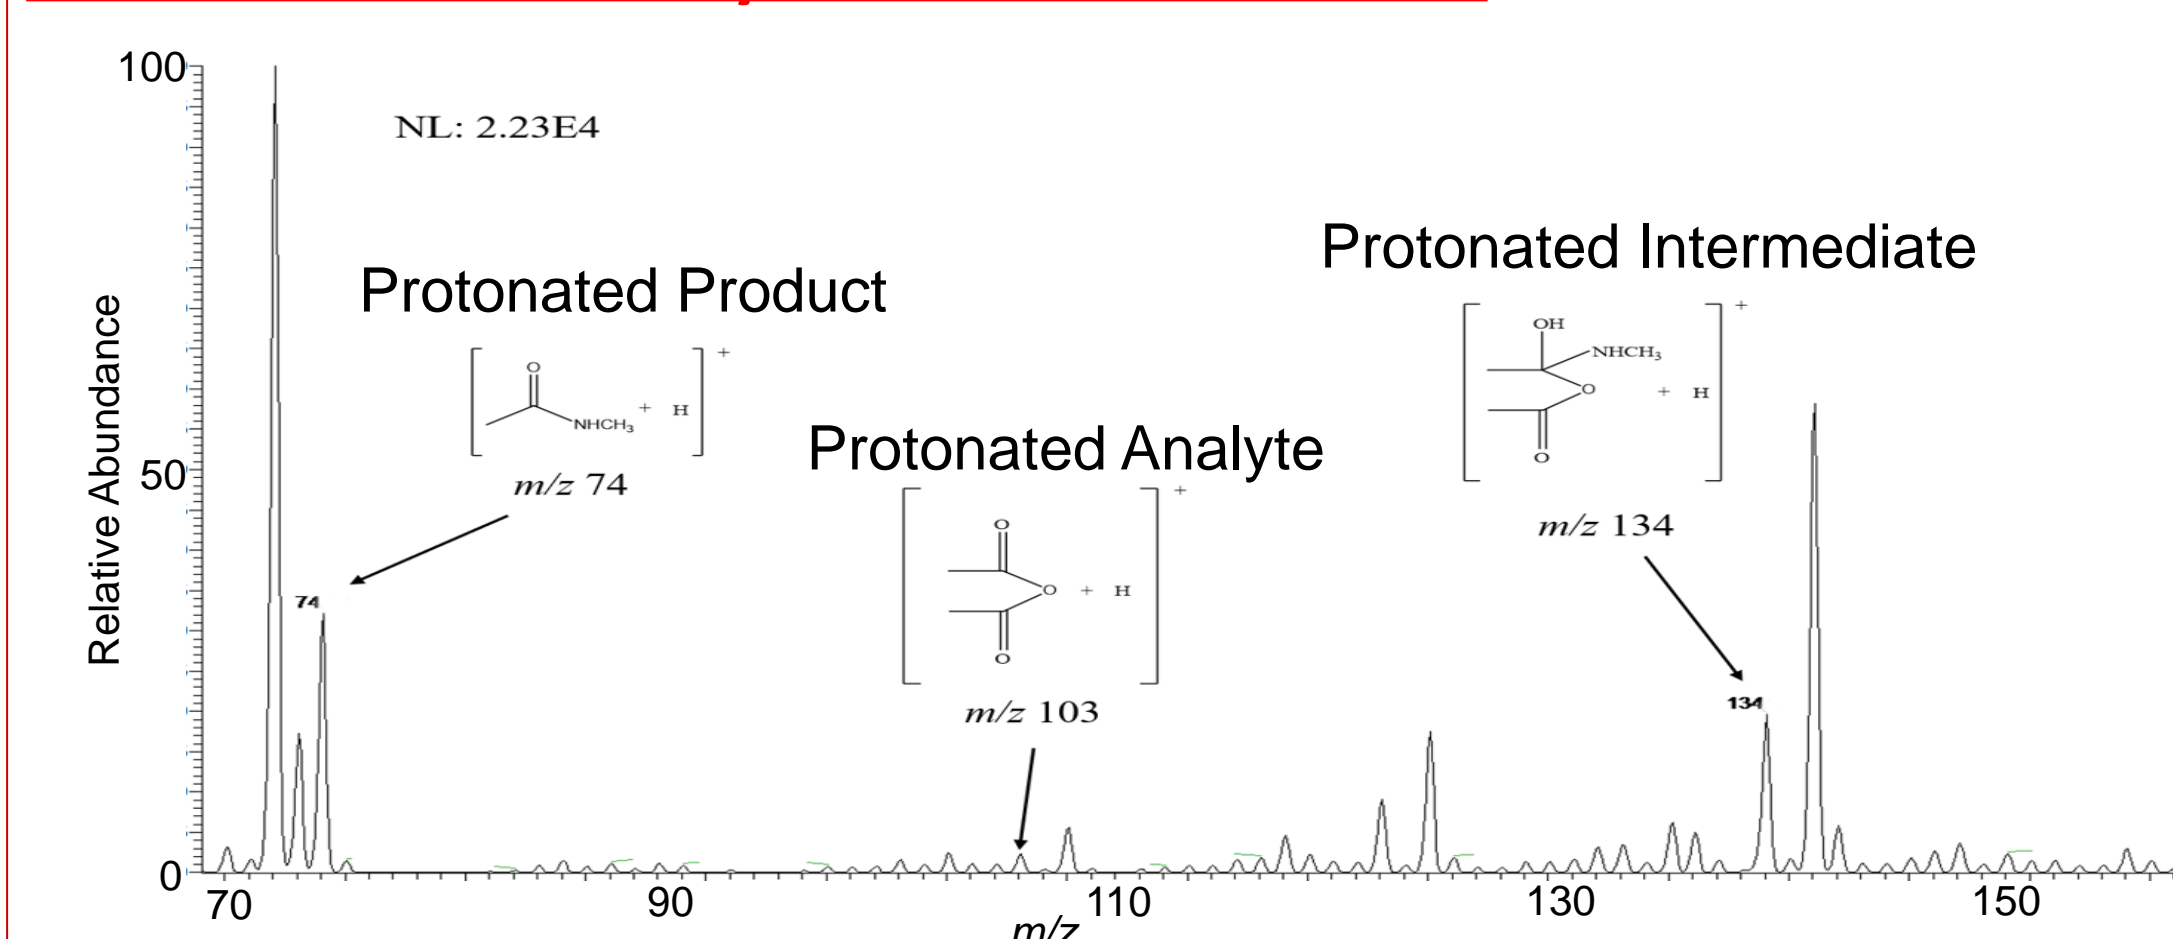 100
NL: 2.23E4
Protonated Intermediate
Protonated Product
OH
NHCH₃
O
+ H
O
+
O
NHCH₃
+ H
+
m/z 74
Protonated Analyte
O
O
+ H
O
+
50
m/z 134
Relative Abundance
74
m/z 103
134
0
70
90
110
130
150
m/z